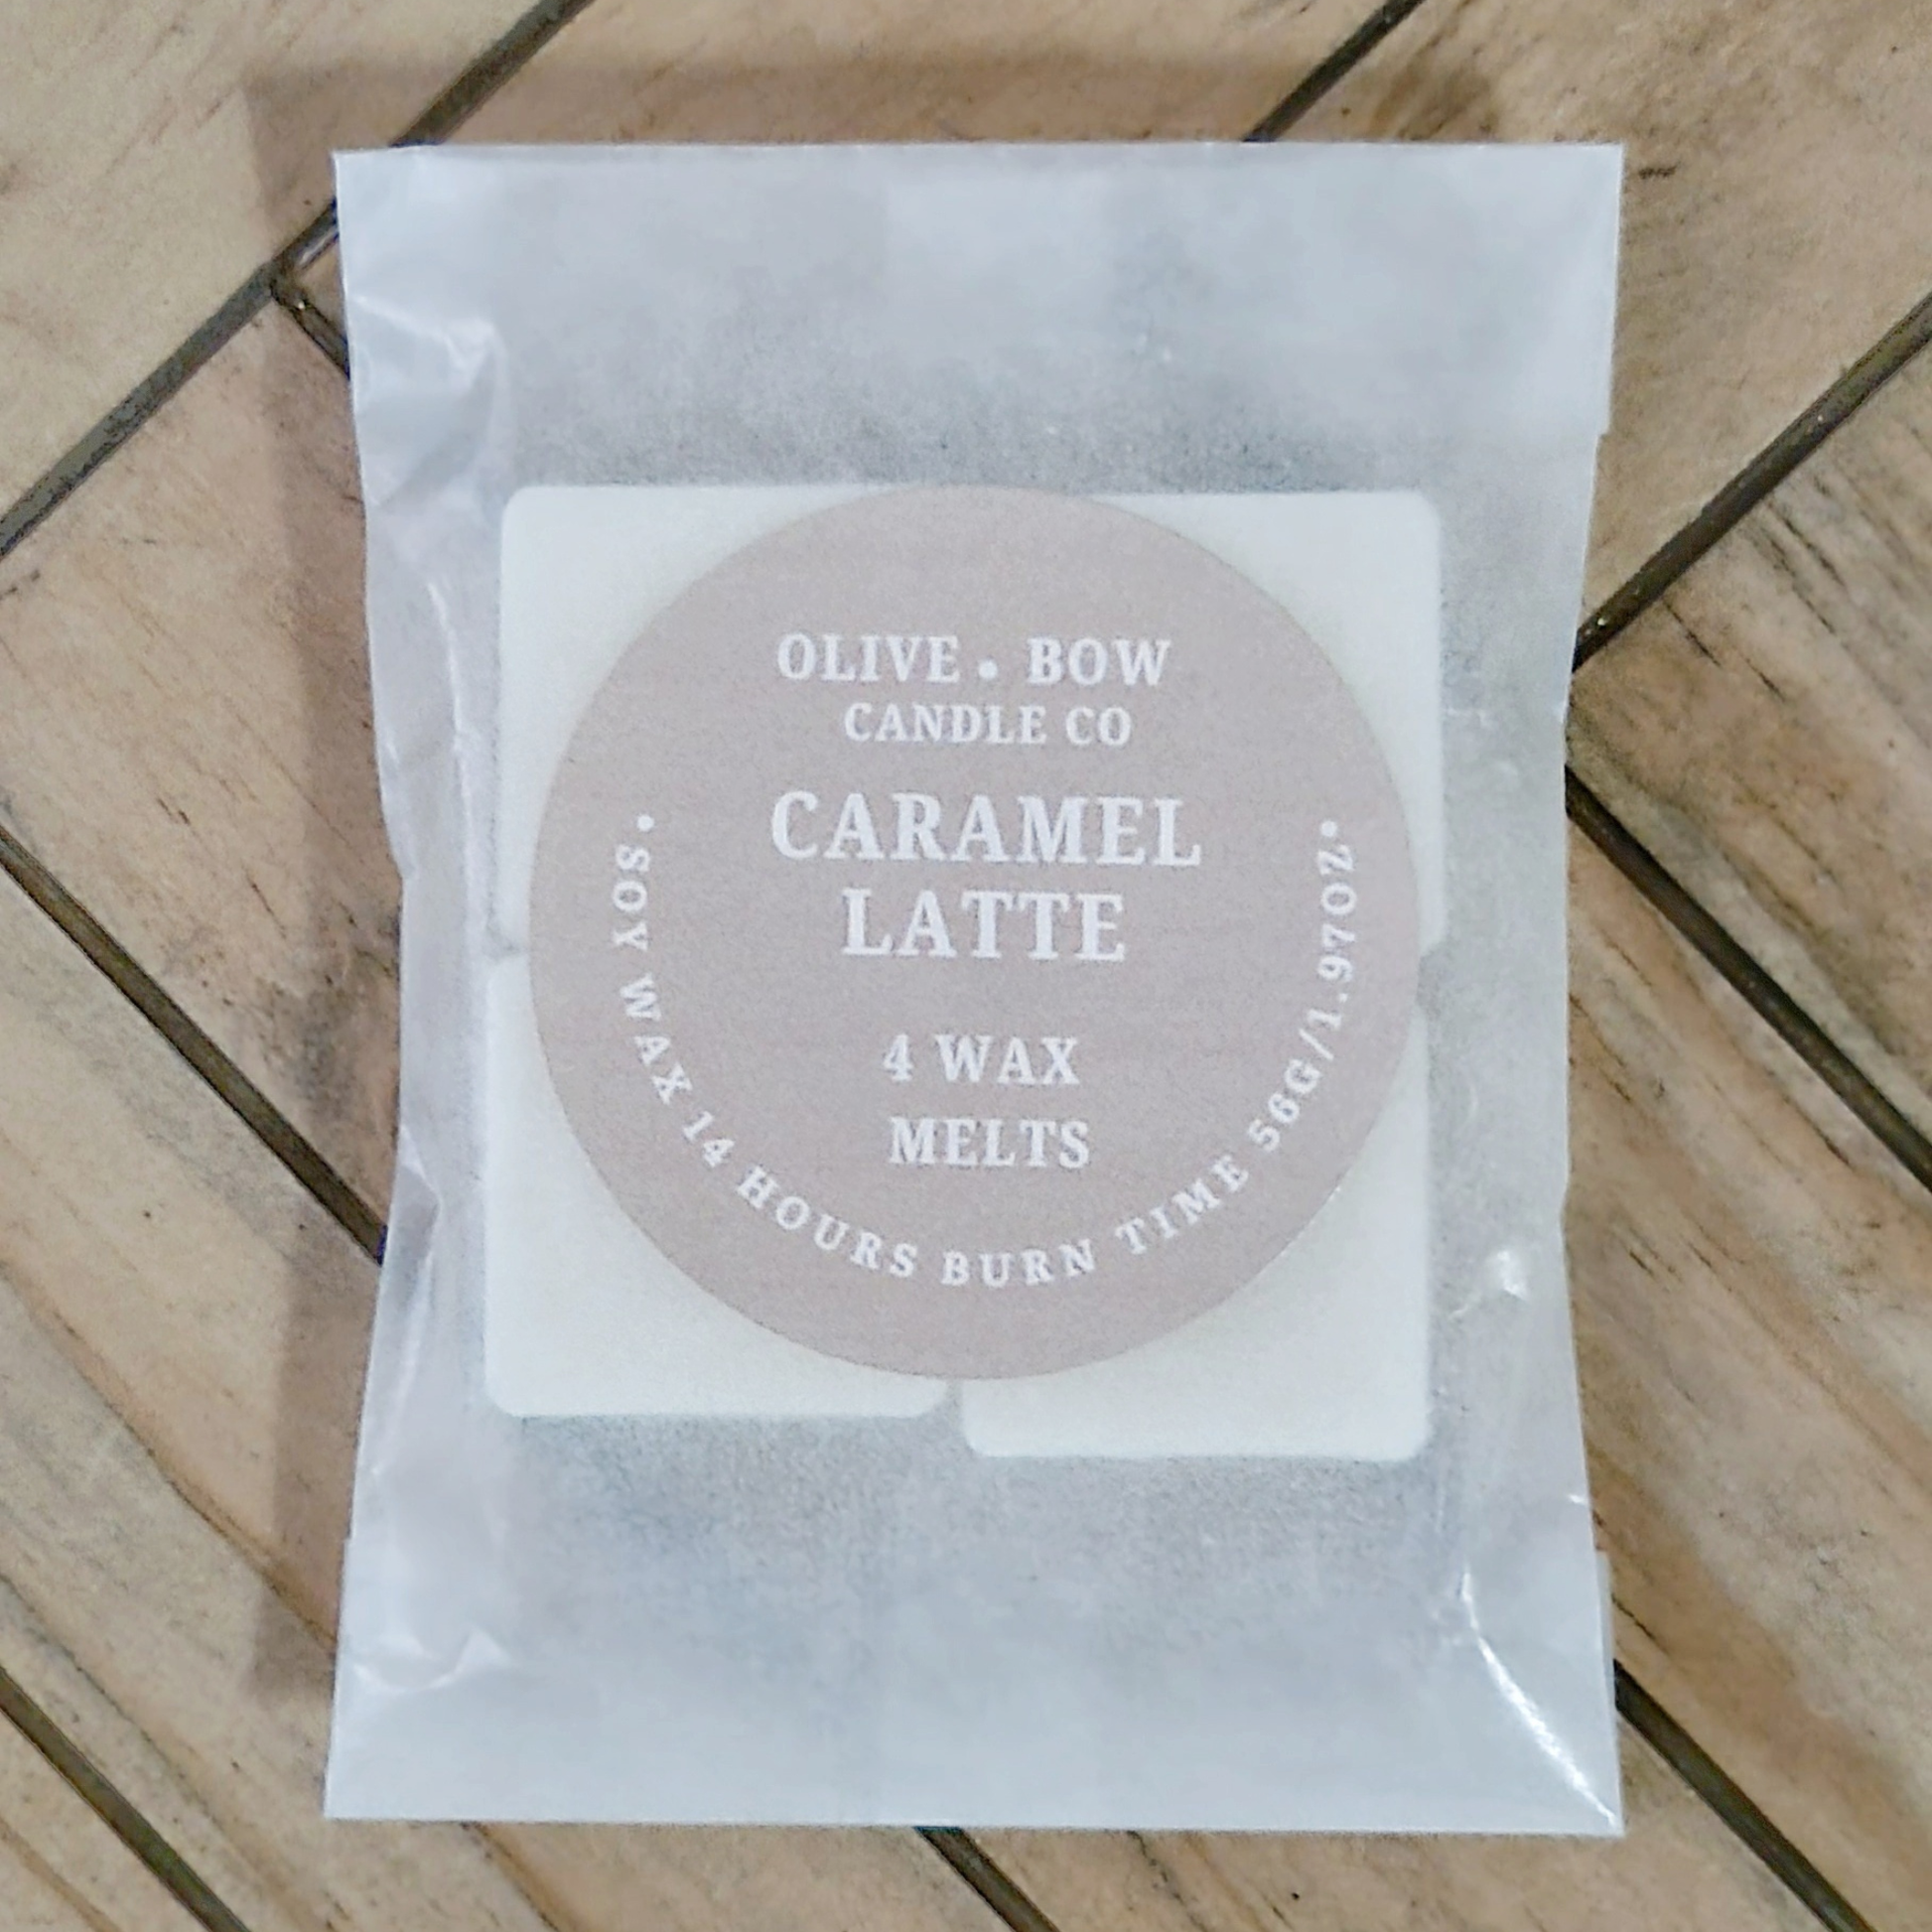 OLIVE • BOW
CANDLE CO
CARAMEL
LATTE
4 WAX
MELTS
• SOY WAX 14 HOURS BURN TIME 56G/1.97OZ•